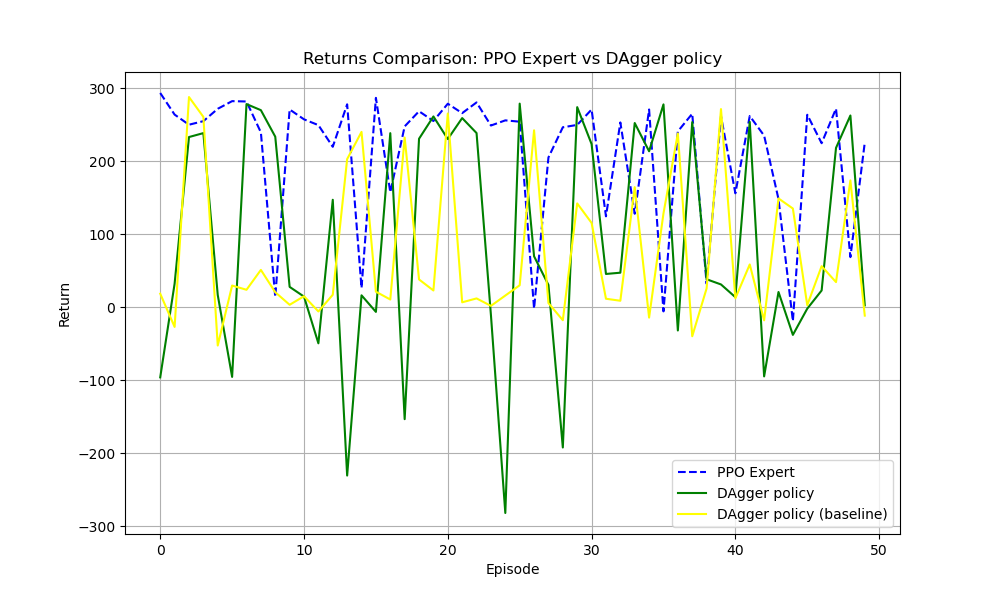 Returns Comparison: PPO Expert vs DAgger policy
300
200
100
0
−100
−200
−300
Return
0
10
20
30
40
50
Episode
PPO Expert
DAgger policy
DAgger policy (baseline)